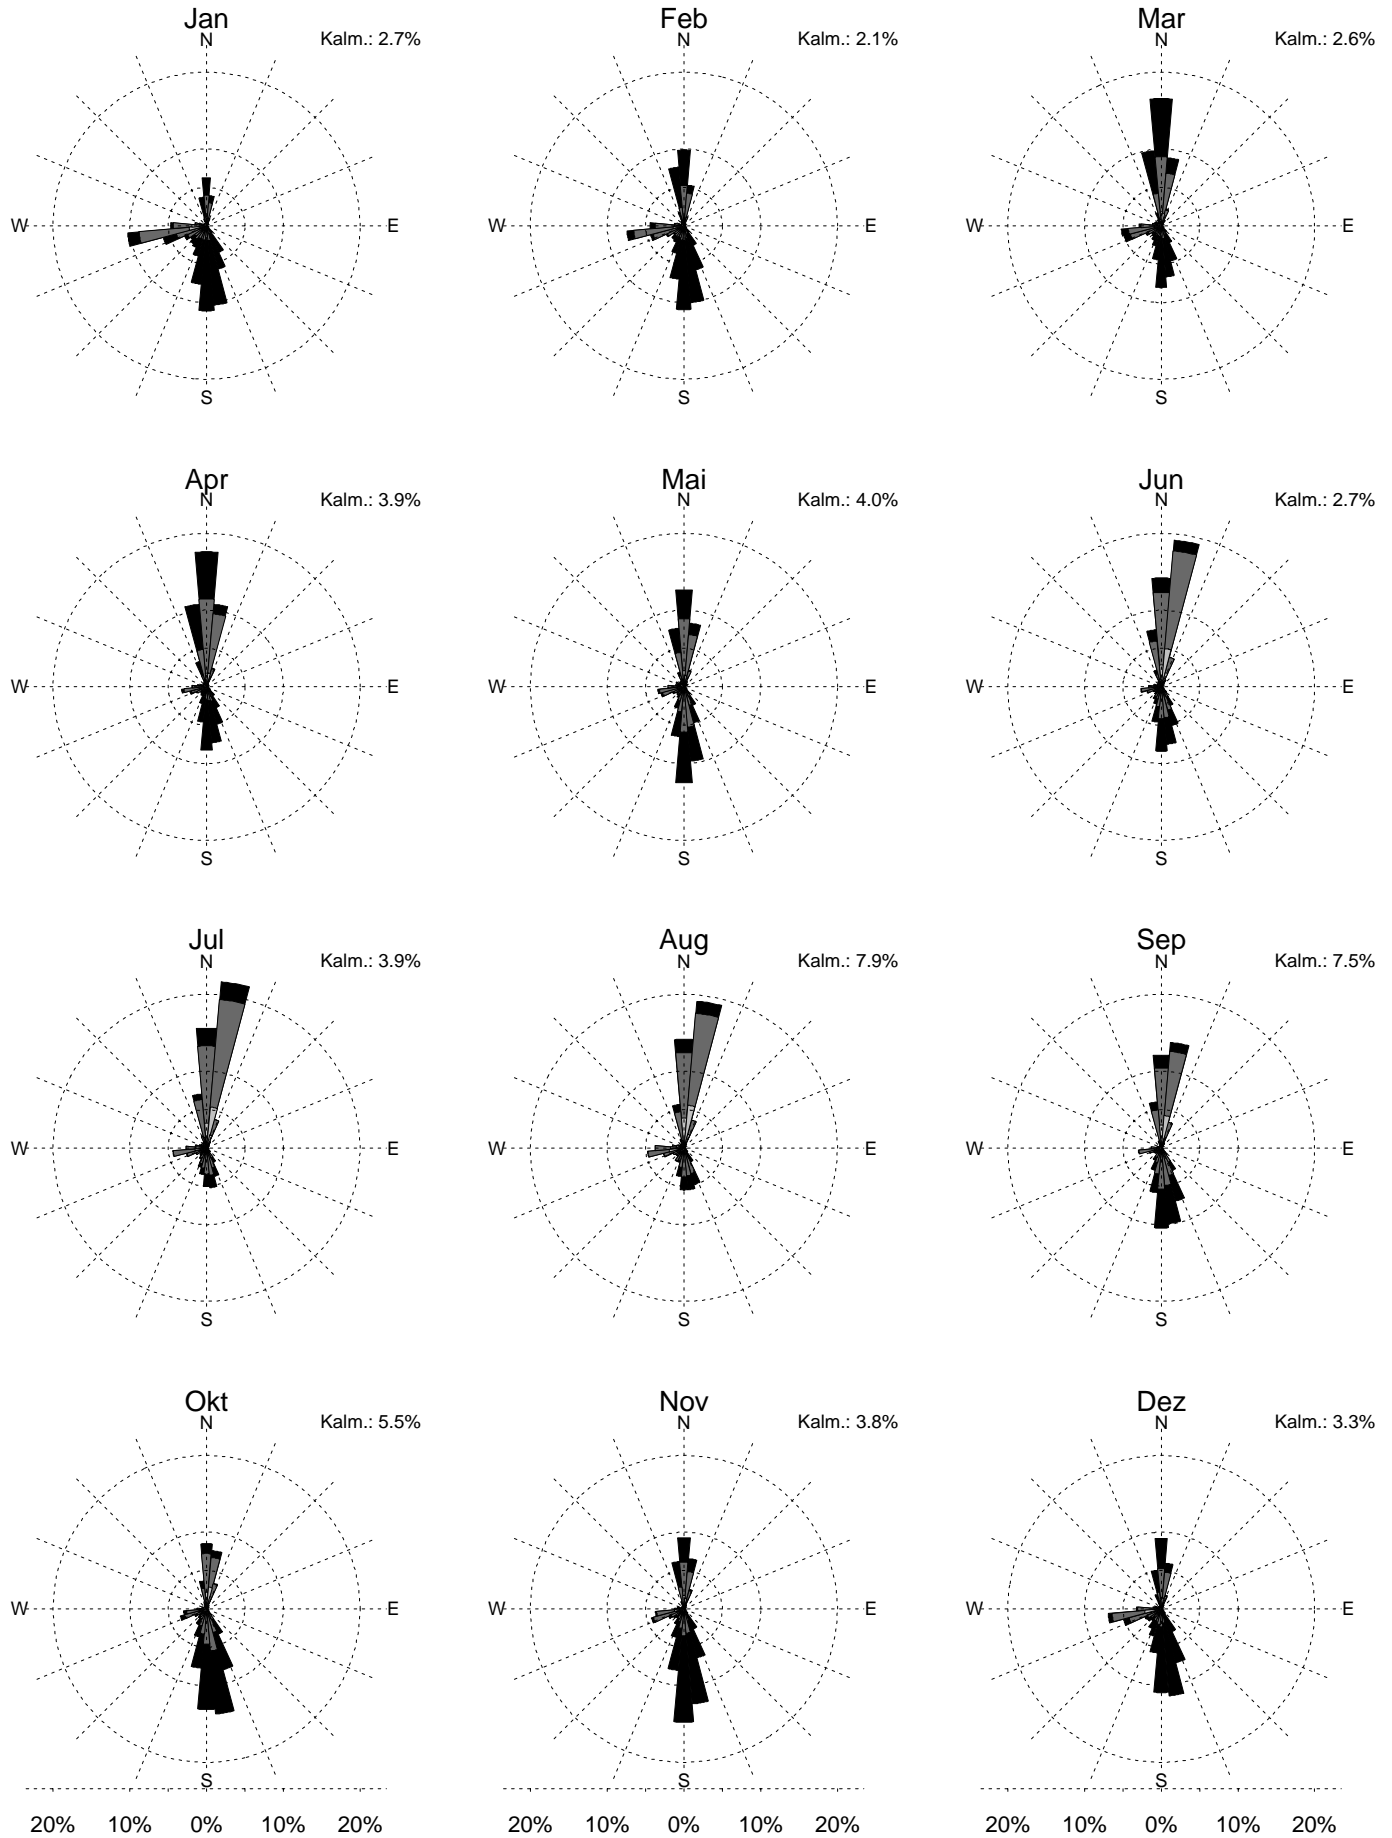 Jan
N
Kalm.: 2.7%
W
E
S
Feb
N
Kalm.: 2.1%
W
E
S
Mar
N
Kalm.: 2.6%
W
E
S
Apr
N
Kalm.: 3.9%
W
E
S
Mai
N
Kalm.: 4.0%
W
E
S
Jun
N
Kalm.: 2.7%
W
E
S
Jul
N
Kalm.: 3.9%
W
E
S
Aug
N
Kalm.: 7.9%
W
E
S
Sep
N
Kalm.: 7.5%
W
E
S
Okt
N
Kalm.: 5.5%
W
E
S
20% 10% 0% 10% 20%
Nov
N
Kalm.: 3.8%
W
E
S
20% 10% 0% 10% 20%
Dez
N
Kalm.: 3.3%
W
E
S
20% 10% 0% 10% 20%